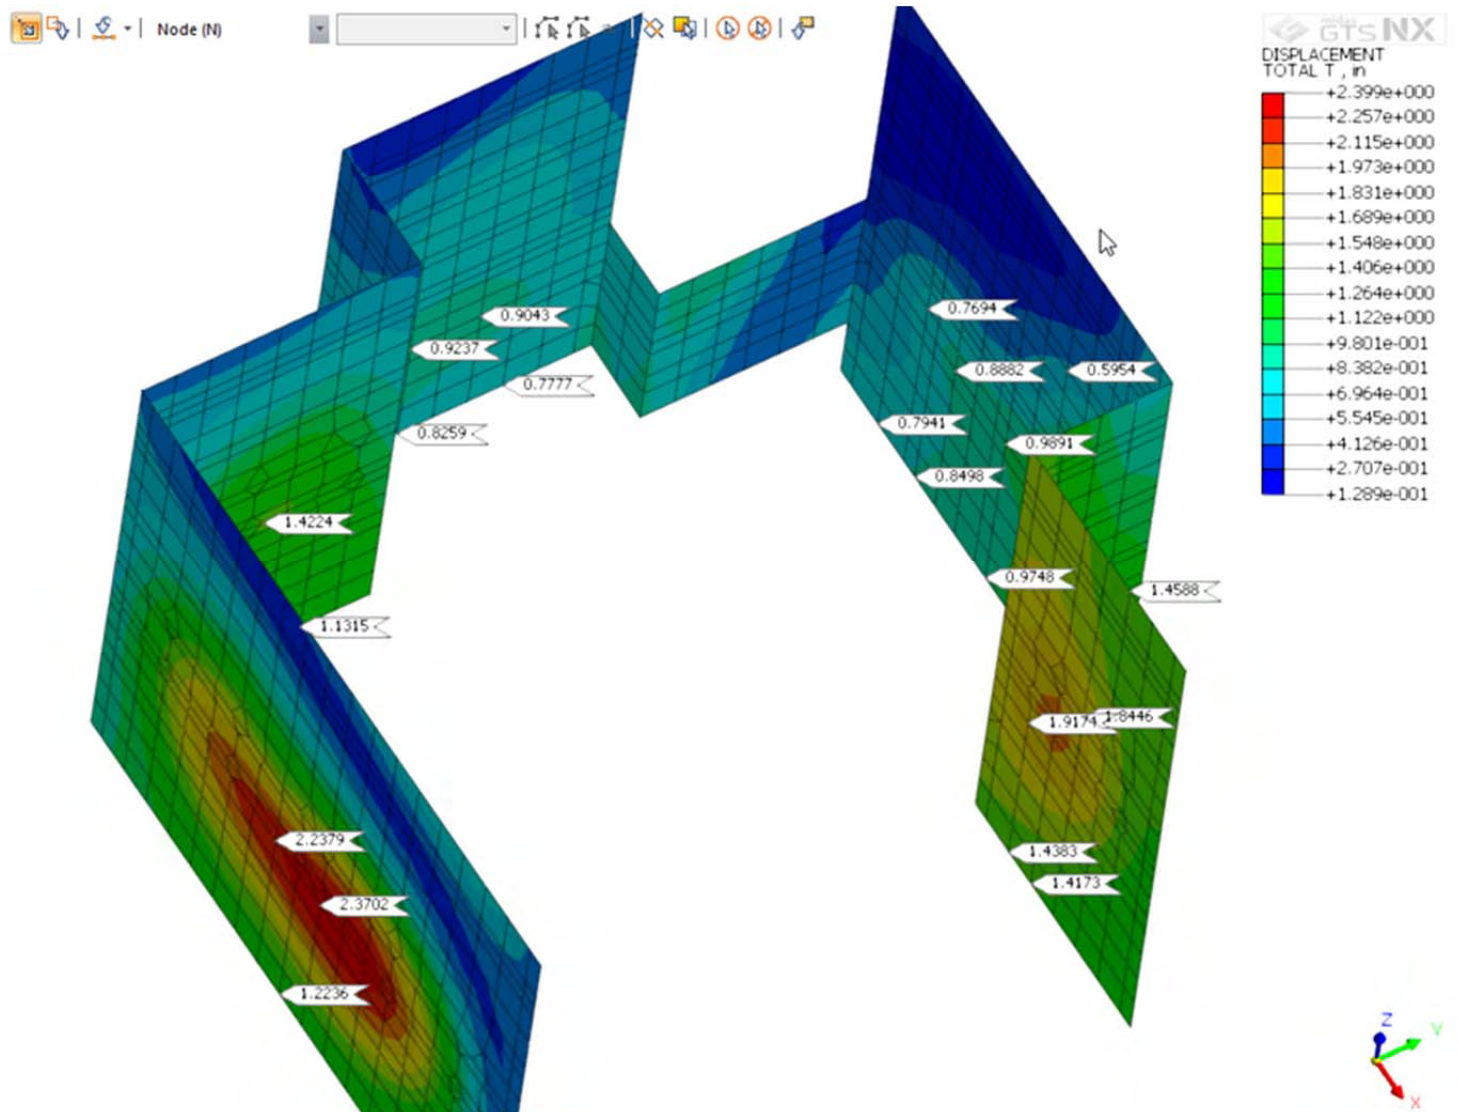 Node (N)
midas
GTS NX
DISPLACEMENT
TOTAL T , in
+2.399e+000
+2.257e+000
+2.115e+000
+1.973e+000
+1.831e+000
+1.689e+000
+1.548e+000
+1.406e+000
+1.264e+000
+1.122e+000
+9.801e-001
+8.382e-001
+6.964e-001
+5.545e-001
+4.126e-001
+2.707e-001
+1.289e-001
0.9043
0.9237
0.7777
0.8259
1.4224
1.1315
2.2379
2.3702
1.2236
0.7694
0.8882
0.5954
0.7941
0.9891
0.8498
0.9748
1.4588
1.9174
1.8446
1.4383
1.4173
Z
Y
X